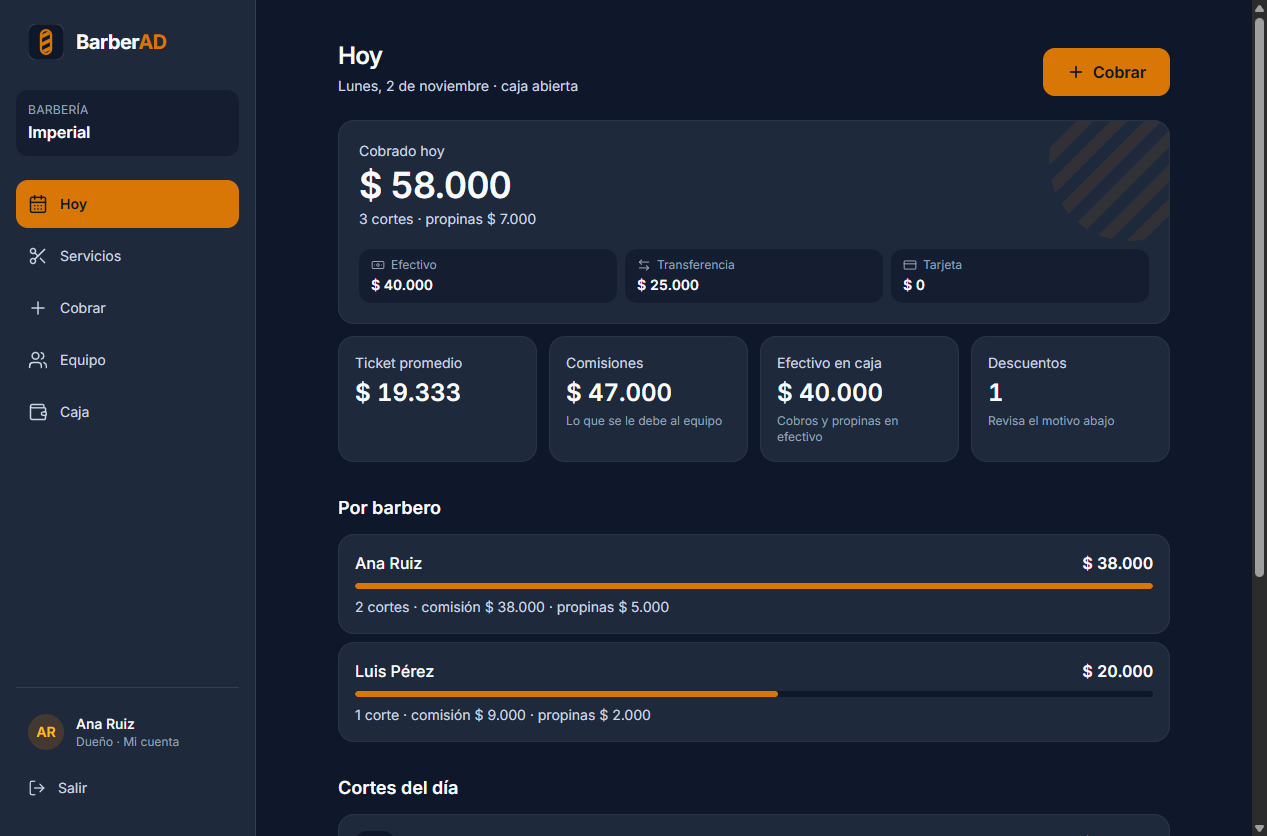 BarberAD
BARBERÍA
Imperial
Hoy
Servicios
Cobrar
Equipo
Caja
AR
Ana Ruiz
Dueño · Mi cuenta
Salir
Hoy
Lunes, 2 de noviembre · caja abierta
+ Cobrar
Cobrado hoy
$ 58.000
3 cortes · propinas $ 7.000
Efectivo
$ 40.000
Transferencia
$ 25.000
Tarjeta
$ 0
Ticket promedio
$ 19.333
Comisiones
$ 47.000
Lo que se le debe al equipo
Efectivo en caja
$ 40.000
Cobros y propinas en
efectivo
Descuentos
1
Revisa el motivo abajo
Por barbero
Ana Ruiz
$ 38.000
2 cortes · comisión $ 38.000 · propinas $ 5.000
Luis Pérez
$ 20.000
1 corte · comisión $ 9.000 · propinas $ 2.000
Cortes del día